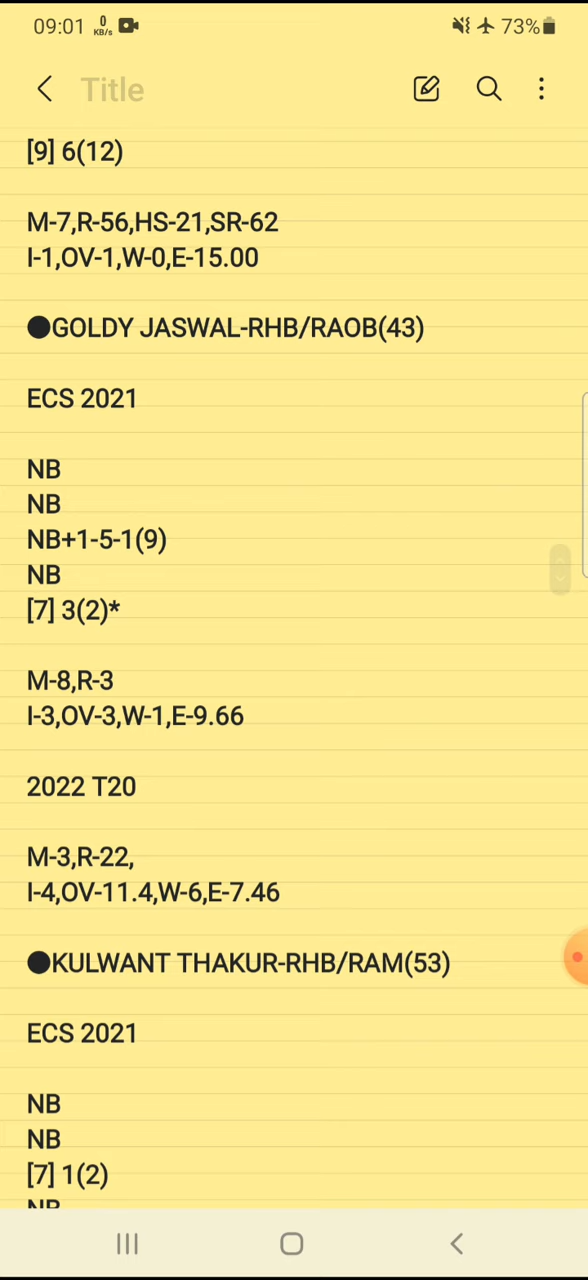 09:01 0 KB/s 73%
Title
[9] 6(12)
M-7,R-56,HS-21,SR-62
I-1,OV-1,W-0,E-15.00
●GOLDY JASWAL-RHB/RAOB(43)
ECS 2021
NB
NB
NB+1-5-1(9)
NB
[7] 3(2)*
M-8,R-3
I-3,OV-3,W-1,E-9.66
2022 T20
M-3,R-22,
I-4,OV-11.4,W-6,E-7.46
●KULWANT THAKUR-RHB/RAM(53)
ECS 2021
NB
NB
[7] 1(2)
NB